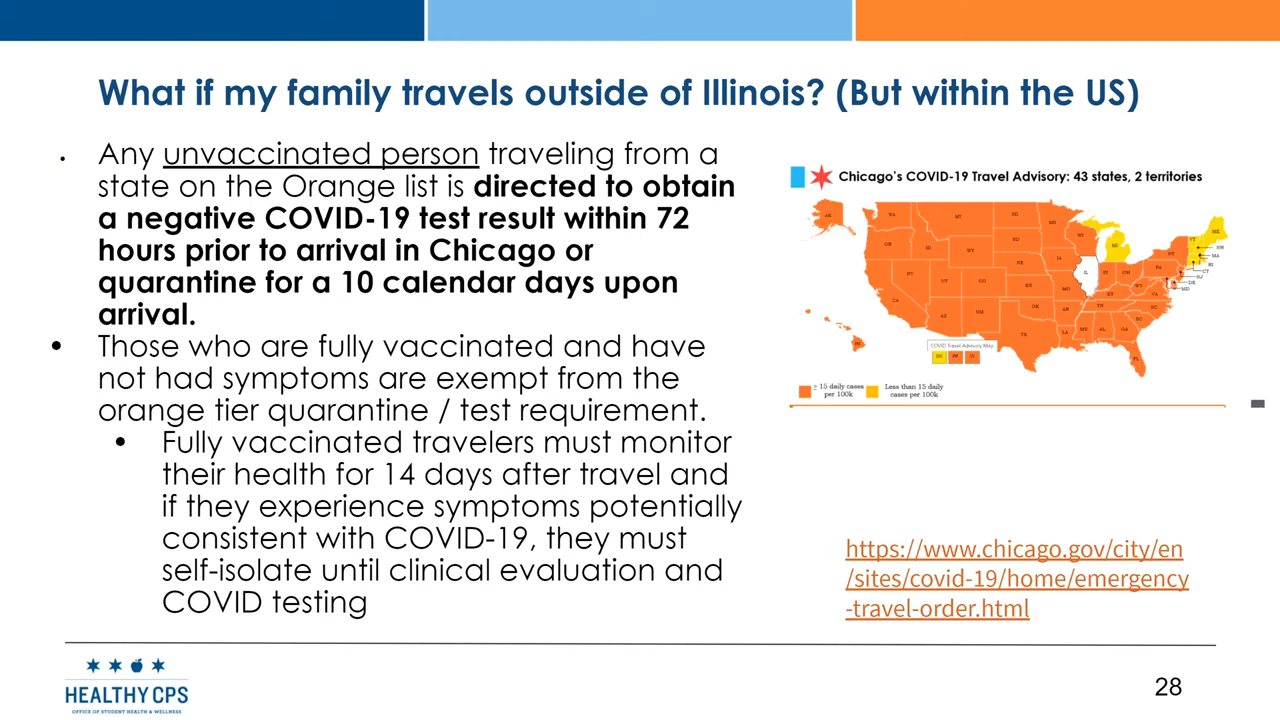 What if my family travels outside of Illinois? (But within the US)
• Any unvaccinated person traveling from a
state on the Orange list is directed to obtain
a negative COVID-19 test result within 72
hours prior to arrival in Chicago or
quarantine for a 10 calendar days upon
arrival.
• Those who are fully vaccinated and have
not had symptoms are exempt from the
orange tier quarantine / test requirement.
• Fully vaccinated travelers must monitor
their health for 14 days after travel and
if they experience symptoms potentially
consistent with COVID-19, they must
self-isolate until clinical evaluation and
COVID testing
Chicago's COVID-19 Travel Advisory: 43 states, 2 territories
COVID Travel Advisory Map
≥ 15 daily cases
per 100k
Less than 15 daily
cases per 100k
https://www.chicago.gov/city/en
/sites/covid-19/home/emergency
-travel-order.html
HEALTHY CPS
OFFICE OF STUDENT HEALTH & WELLNESS
28